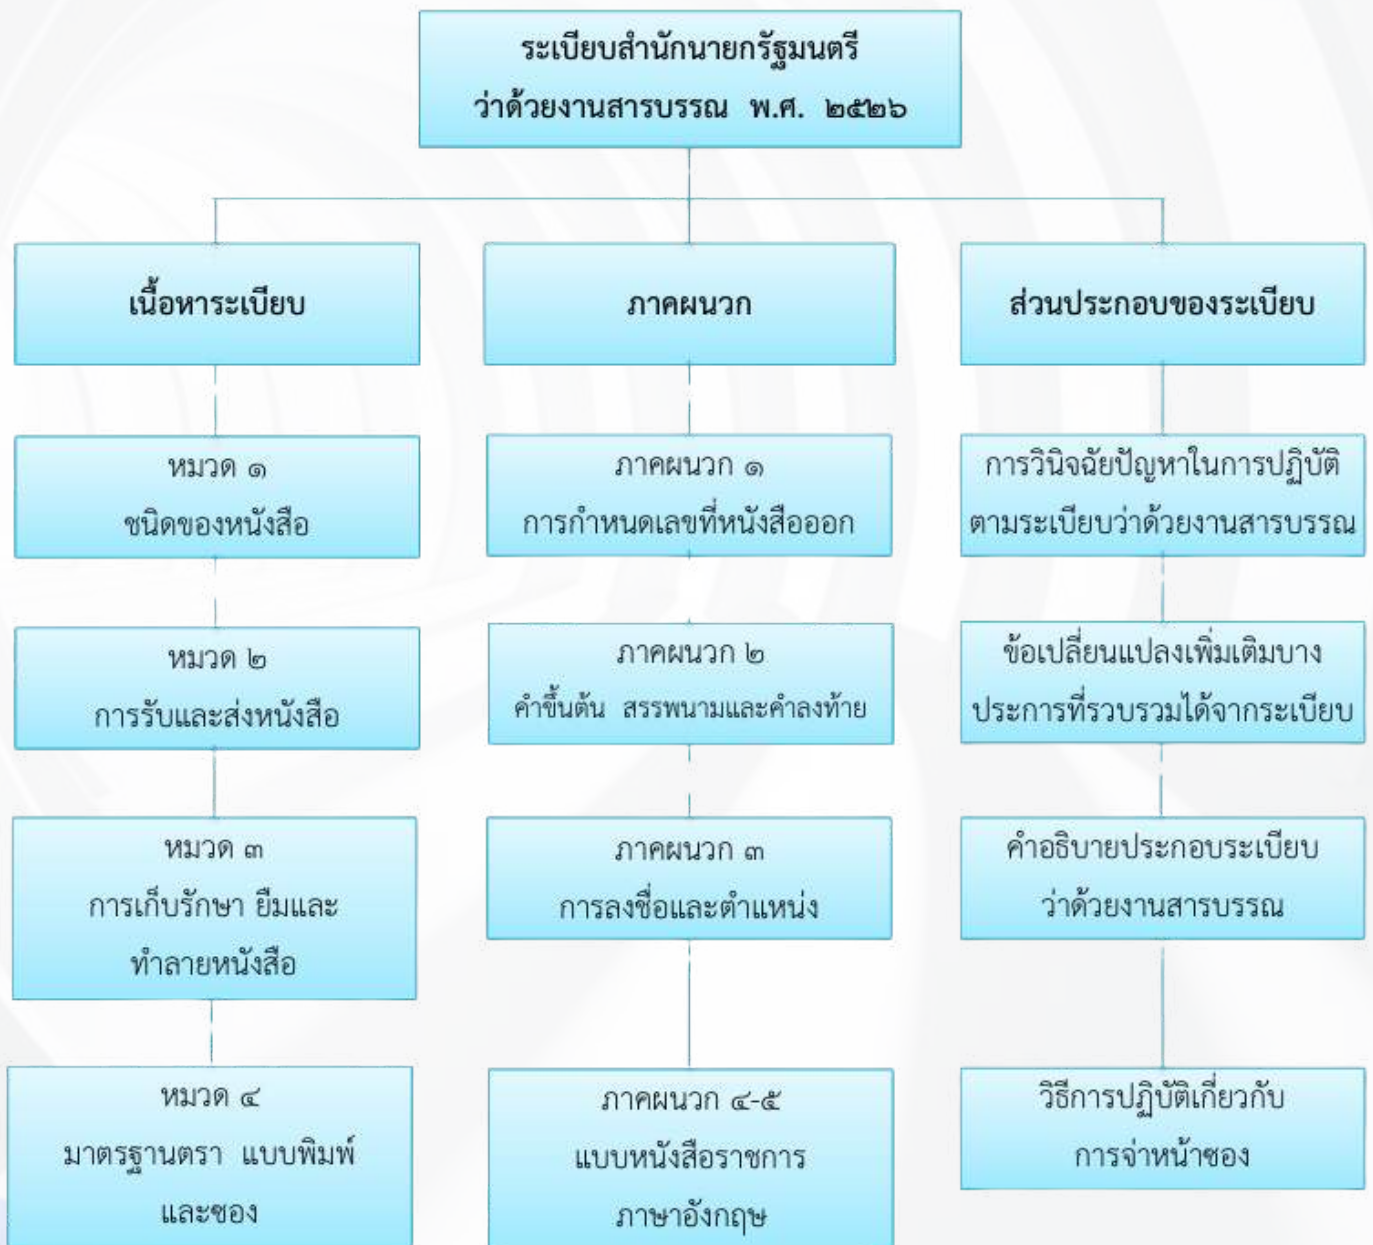 ระเบียบสำนักนายกรัฐมนตรี
ว่าด้วยงานสารบรรณ พ.ศ. ๒๕๒๖
เนื้อหาระเบียบ
หมวด ๑
ชนิดของหนังสือ
หมวด ๒
การรับและส่งหนังสือ
หมวด ๓
การเก็บรักษา ยืมและ
ทำลายหนังสือ
หมวด ๔
มาตรฐานตรา แบบพิมพ์
และซอง
ภาคผนวก
ภาคผนวก ๑
การกำหนดเลขที่หนังสือออก
ภาคผนวก ๒
คำขึ้นต้น สรรพนามและคำลงท้าย
ภาคผนวก ๓
การลงชื่อและตำแหน่ง
ภาคผนวก ๔-๕
แบบหนังสือราชการ
ภาษาอังกฤษ
ส่วนประกอบของระเบียบ
การวินิจฉัยปัญหาในการปฏิบัติ
ตามระเบียบว่าด้วยงานสารบรรณ
ข้อเปลี่ยนแปลงเพิ่มเติมบาง
ประการที่รวบรวมได้จากระเบียบ
คำอธิบายประกอบระเบียบ
ว่าด้วยงานสารบรรณ
วิธีการปฏิบัติเกี่ยวกับ
การจ่าหน้าซอง